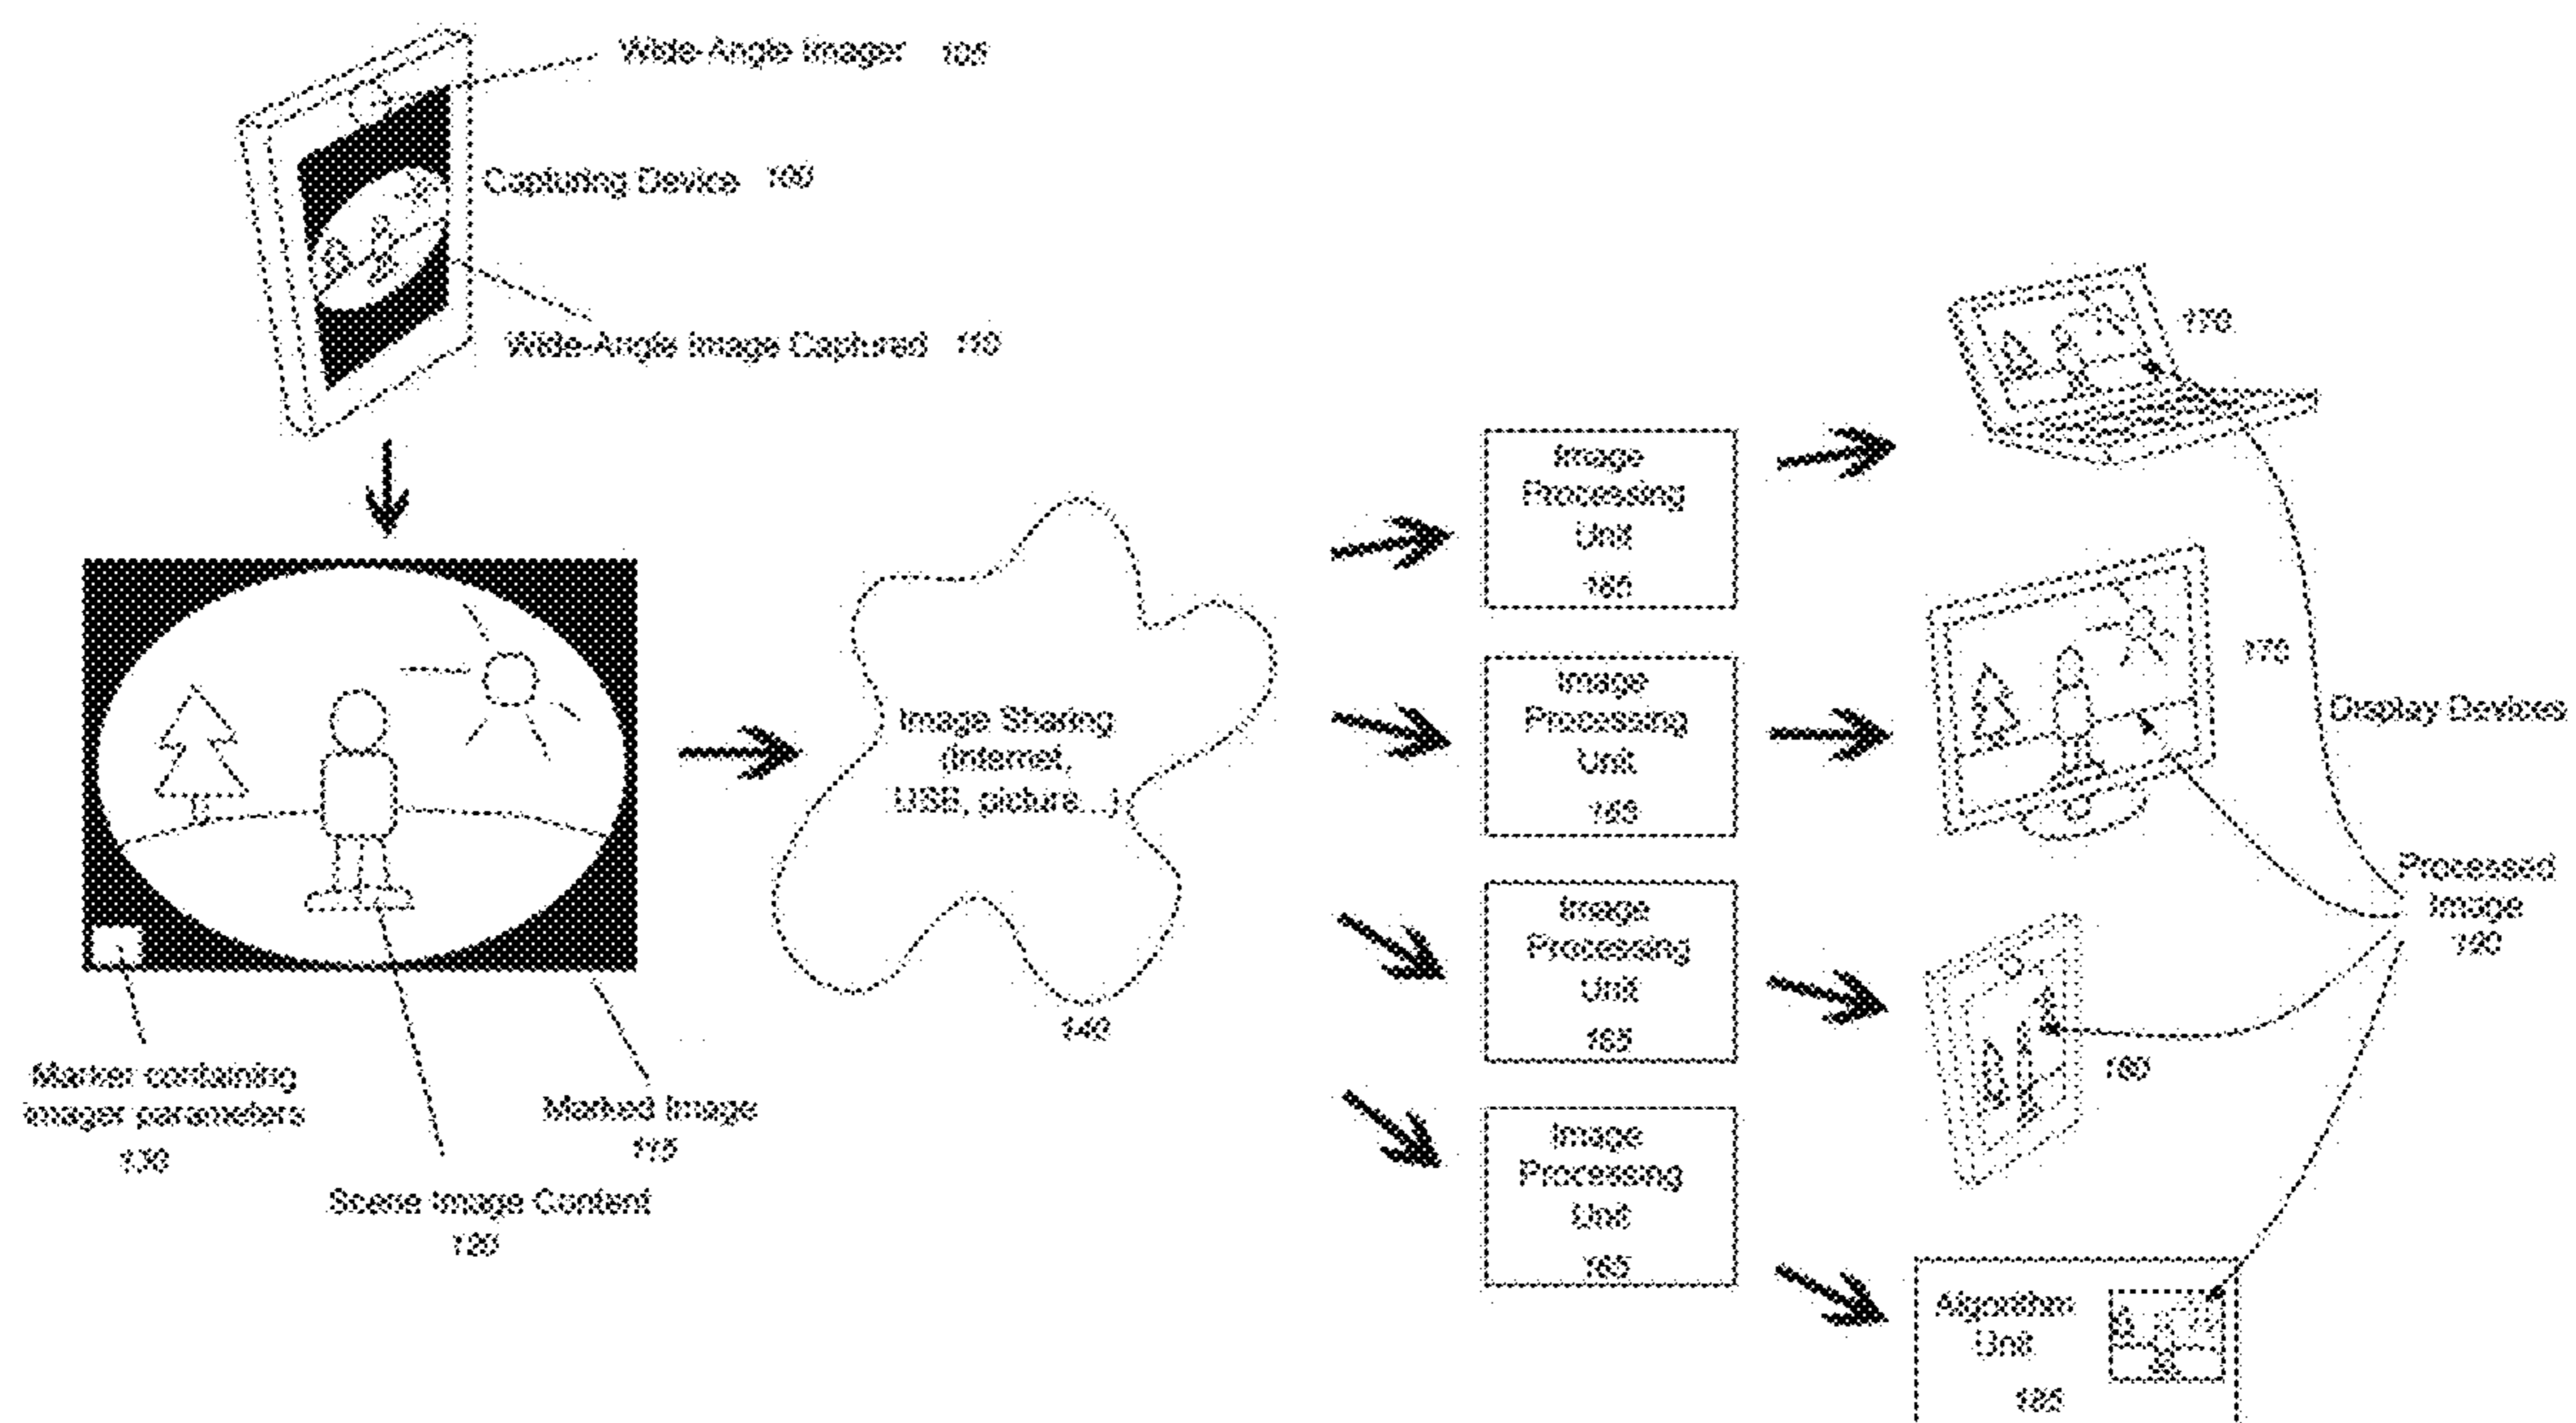 Wide-Angle Imager 105
Capturing Device 100
Wide-Angle Image Captured 110
Marker containing
imager parameters
130
Scene Image Content
120
Marked Image
115
Image Sharing
(Internet,
USB, picture...)
140
Image
Processing
Unit
Image
Processing
Unit
Image
Processing
Unit
165
Image
Processing
Unit
165
170
170
Display Devices
Processed
Image
190
180
Algorithm
Unit
185